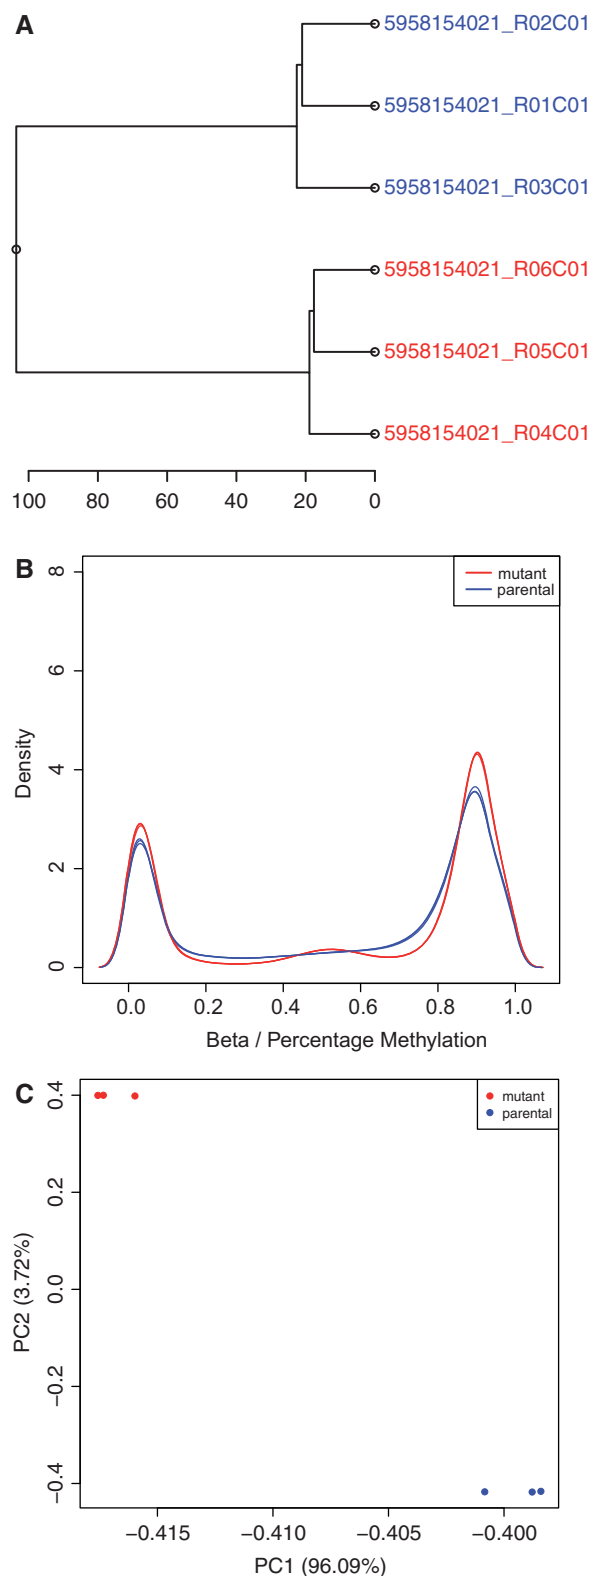 A
5958154021_R02C01
5958154021_R01C01
5958154021_R03C01
5958154021_R06C01
5958154021_R05C01
5958154021_R04C01
100 80 60 40 20 0
B
mutant
parental
8
6
4
2
0
Density
0.0 0.2 0.4 0.6 0.8 1.0
Beta / Percentage Methylation
C
mutant
parental
0.4
0.2
0.0
−0.2
−0.4
PC2 (3.72%)
−0.415 −0.410 −0.405 −0.400
PC1 (96.09%)